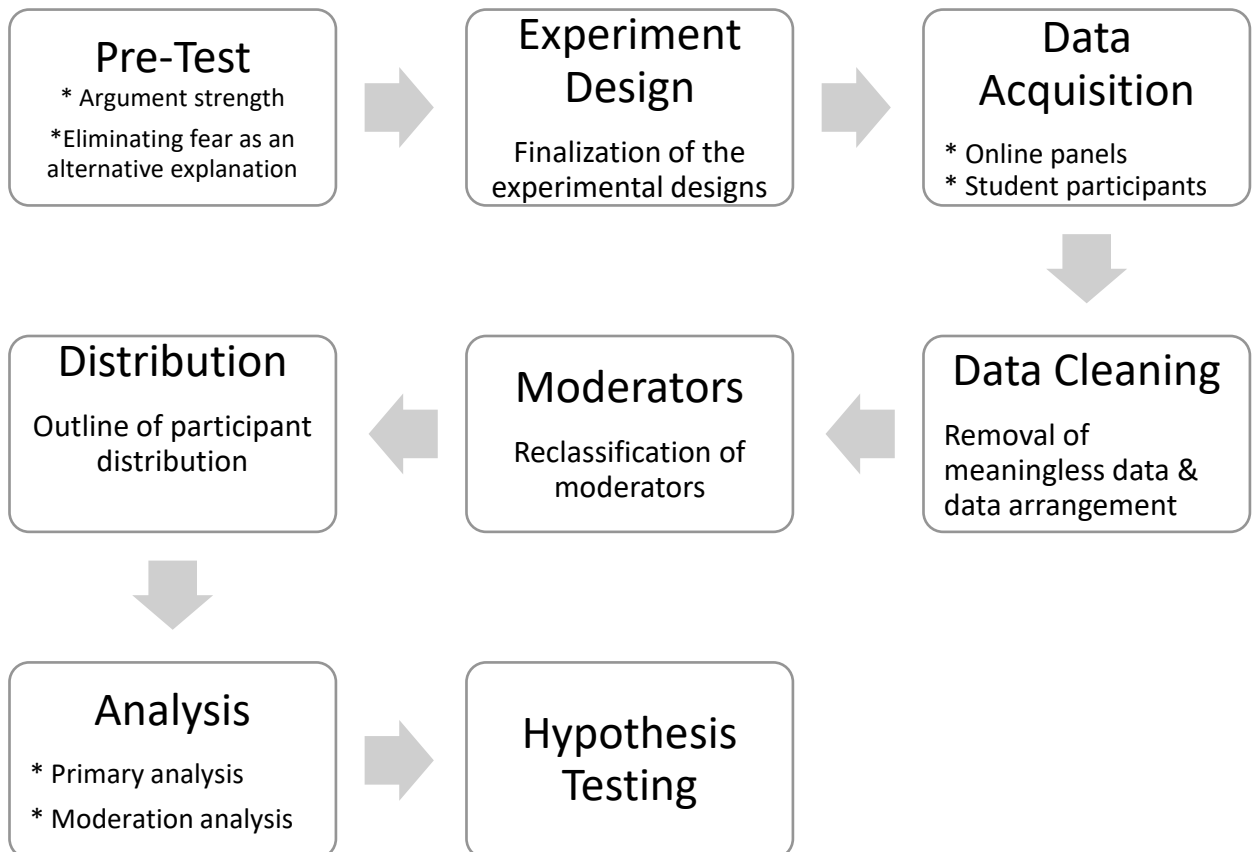 Pre-Test
* Argument strength
*Eliminating fear as an
alternative explanation
Experiment
Design
Finalization of the
experimental designs
Data
Acquisition
* Online panels
* Student participants
Data Cleaning
Removal of
meaningless data &
data arrangement
Moderators
Reclassification of
moderators
Distribution
Outline of participant
distribution
Analysis
* Primary analysis
* Moderation analysis
Hypothesis
Testing